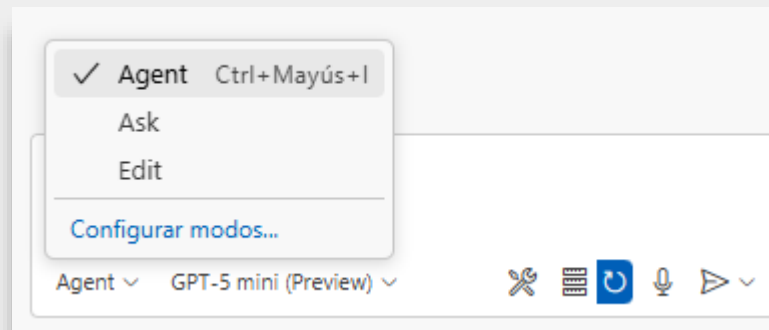 Agent Ctrl+Mayús+I
Ask
Edit
Configurar modos...
Agent GPT-5 mini (Preview)